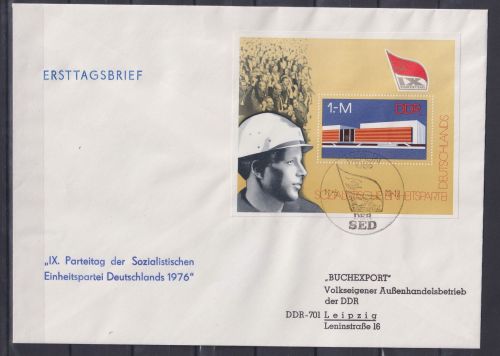 ERSTTAGSBRIEF
IX
1.-M
DDR
SOZIALISTISCHE EINHEITSPARTEI
DEUTSCHLANDS
DER
SED
„IX. Parteitag der Sozialistischen
Einheitspartei Deutschlands 1976“
„BUCHEXPORT"
Volkseigener Außenhandelsbetrieb
der DDR
DDR-701 Leipzig
Leninstraße 16